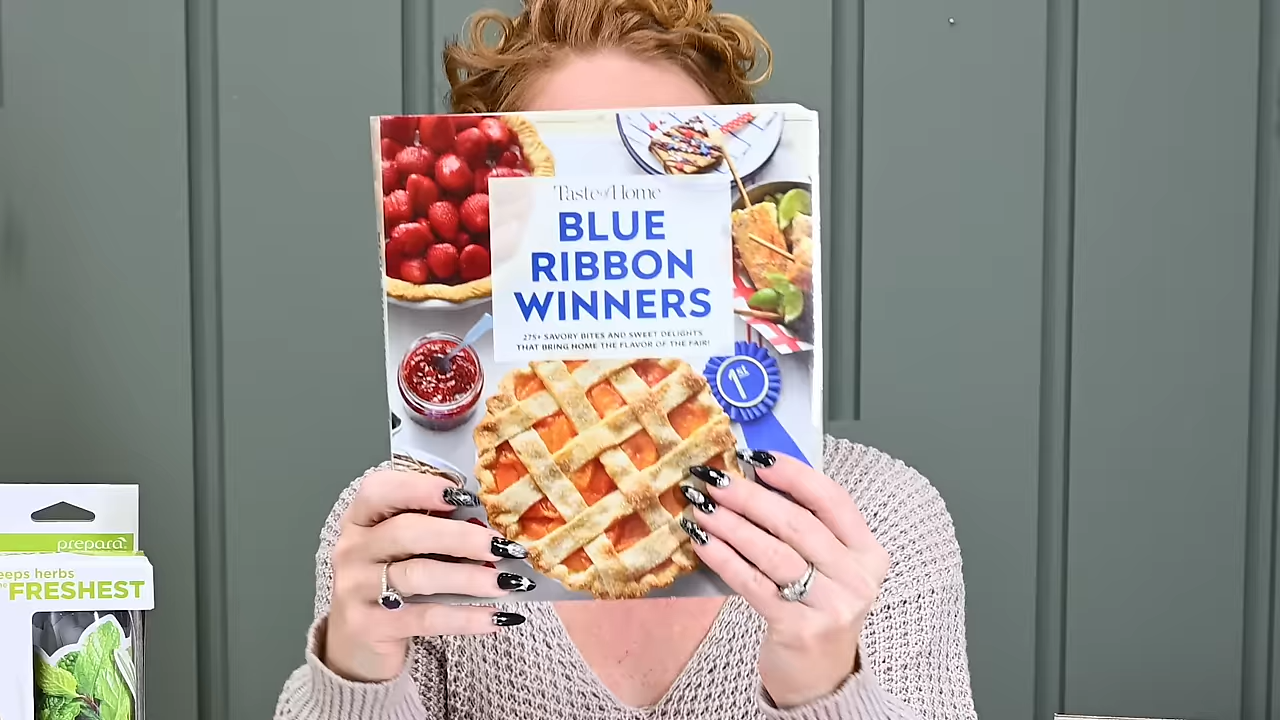 Taste of Home
BLUE
RIBBON
WINNERS
275+ SAVORY BITES AND SWEET DELIGHTS
THAT BRING HOME THE FLAVOR OF THE FAIR!
1ST
prepara
eeps herbs
FRESHEST